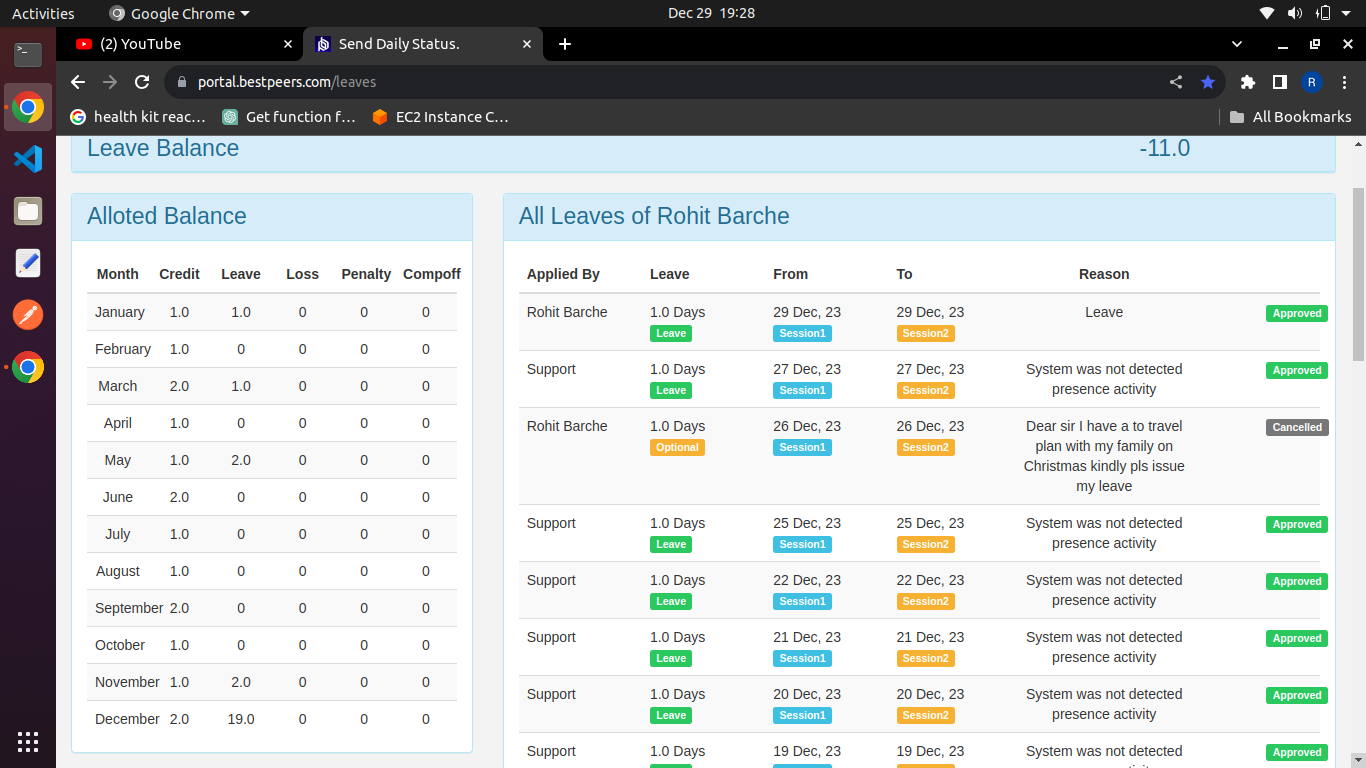 Activities Google Chrome Dec 29 19:28
(2) YouTube Send Daily Status.
portal.bestpeers.com/leaves R
health kit reac… Get function f… EC2 Instance C… All Bookmarks
Leave Balance -11.0
Alloted Balance
Month Credit Leave Loss Penalty Compoff
January 1.0 1.0 0 0 0
February 1.0 0 0 0 0
March 2.0 1.0 0 0 0
April 1.0 0 0 0 0
May 1.0 2.0 0 0 0
June 2.0 0 0 0 0
July 1.0 0 0 0 0
August 1.0 0 0 0 0
September 2.0 0 0 0 0
October 1.0 0 0 0 0
November 1.0 2.0 0 0 0
December 2.0 19.0 0 0 0
All Leaves of Rohit Barche
Applied By Leave From To Reason
Rohit Barche 1.0 Days 29 Dec, 23 29 Dec, 23 Leave Approved
Leave Session1 Session2
Support 1.0 Days 27 Dec, 23 27 Dec, 23 System was not detected Approved
Leave Session1 Session2 presence activity
Rohit Barche 1.0 Days 26 Dec, 23 26 Dec, 23 Dear sir I have a to travel Cancelled
Optional Session1 Session2 plan with my family on
Christmas kindly pls issue
my leave
Support 1.0 Days 25 Dec, 23 25 Dec, 23 System was not detected Approved
Leave Session1 Session2 presence activity
Support 1.0 Days 22 Dec, 23 22 Dec, 23 System was not detected Approved
Leave Session1 Session2 presence activity
Support 1.0 Days 21 Dec, 23 21 Dec, 23 System was not detected Approved
Leave Session1 Session2 presence activity
Support 1.0 Days 20 Dec, 23 20 Dec, 23 System was not detected Approved
Leave Session1 Session2 presence activity
Support 1.0 Days 19 Dec, 23 19 Dec, 23 System was not detected Approved